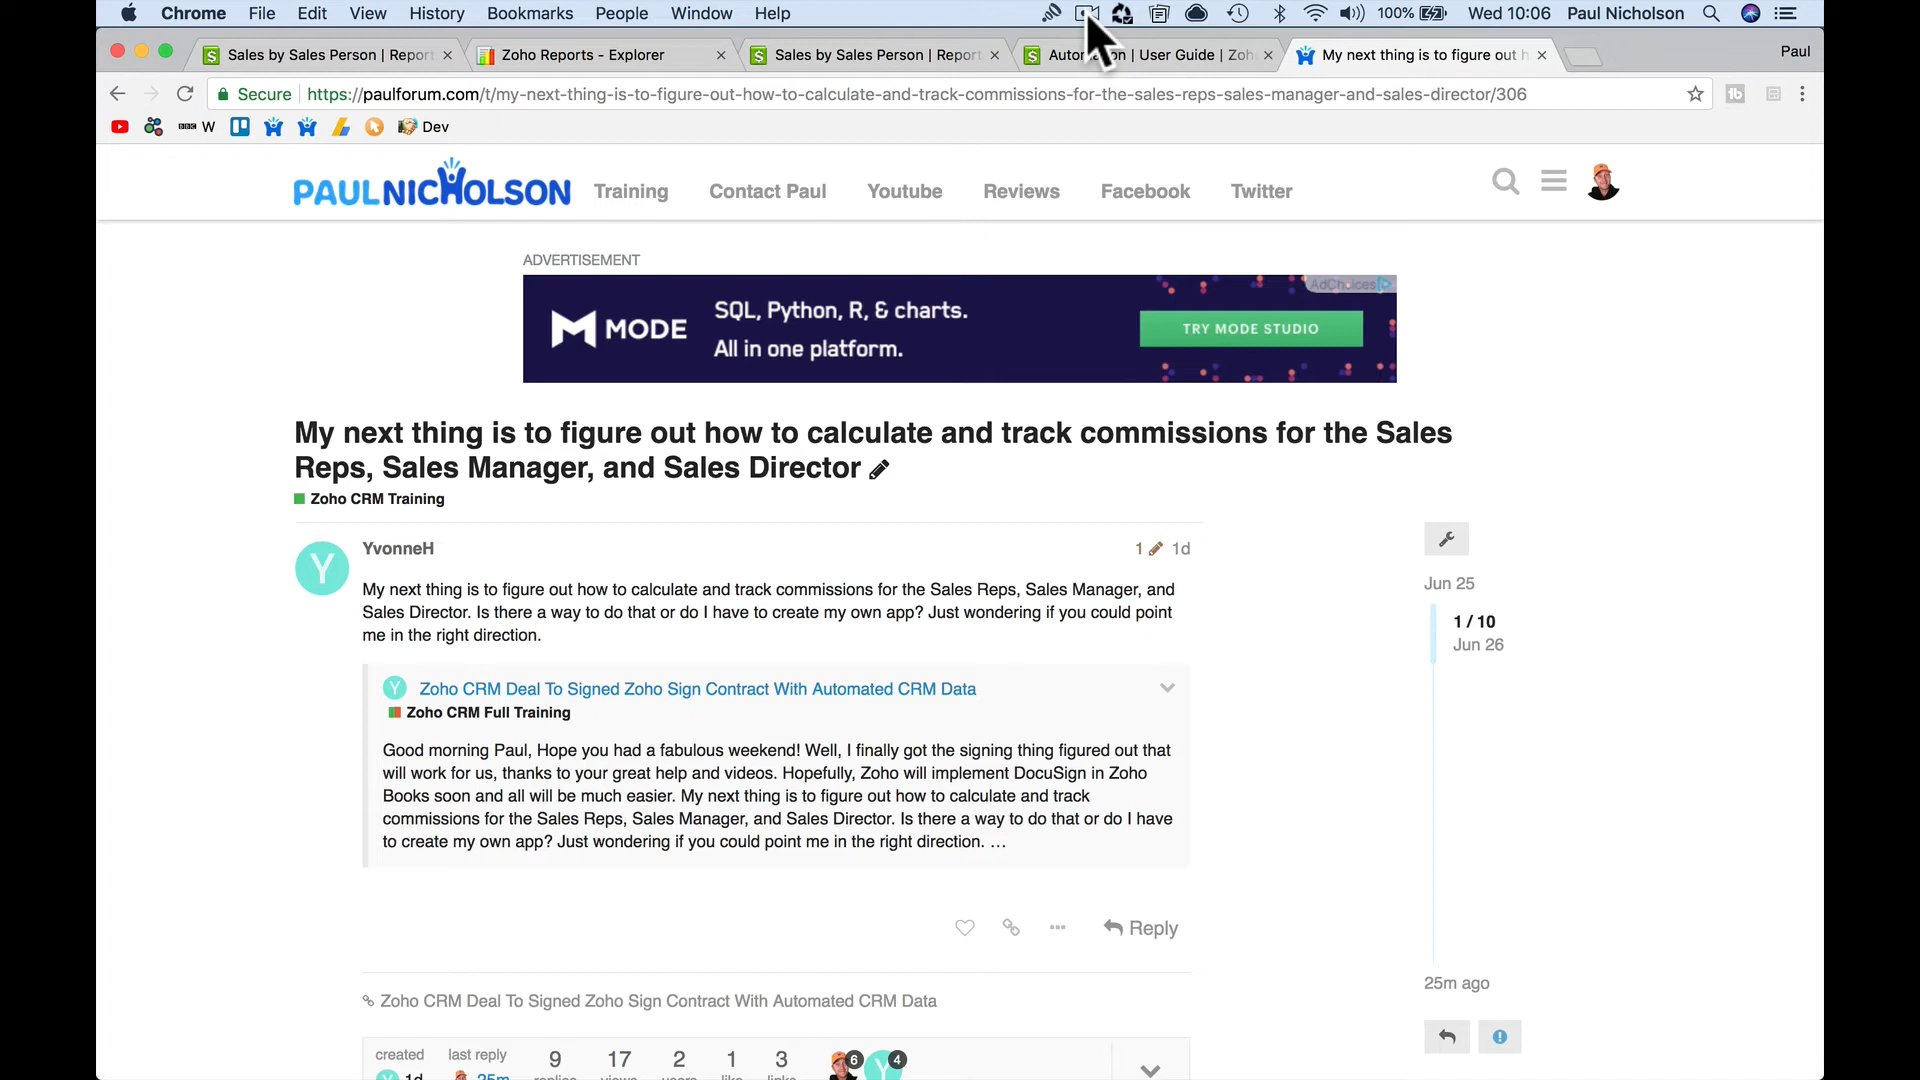 Chrome File Edit View History Bookmarks People Window Help 100% Wed 10:06 Paul Nicholson
Sales by Sales Person | Report Zoho Reports - Explorer Sales by Sales Person | Report | User Guide | Zoh My next thing is to figure out h Paul
Secure https://paulforum.com/t/my-next-thing-is-to-figure-out-how-to-calculate-and-track-commissions-for-the-sales-reps-sales-manager-and-sales-director/306
BBC W Dev
PAULNICHOLSON Training Contact Paul Youtube Reviews Facebook Twitter
ADVERTISEMENT
AdChoices
SQL, Python, R, & charts.
MODE TRY MODE STUDIO
All in one platform.
My next thing is to figure out how to calculate and track commissions for the Sales
Reps, Sales Manager, and Sales Director
Zoho CRM Training
Y YvonneH 1 1d
My next thing is to figure out how to calculate and track commissions for the Sales Reps, Sales Manager, and
Sales Director. Is there a way to do that or do I have to create my own app? Just wondering if you could point
me in the right direction.
Jun 25
1 / 10
Jun 26
Y Zoho CRM Deal To Signed Zoho Sign Contract With Automated CRM Data
Zoho CRM Full Training
Good morning Paul, Hope you had a fabulous weekend! Well, I finally got the signing thing figured out that
will work for us, thanks to your great help and videos. Hopefully, Zoho will implement DocuSign in Zoho
Books soon and all will be much easier. My next thing is to figure out how to calculate and track
commissions for the Sales Reps, Sales Manager, and Sales Director. Is there a way to do that or do I have
to create my own app? Just wondering if you could point me in the right direction. …
Reply
25m ago
Zoho CRM Deal To Signed Zoho Sign Contract With Automated CRM Data
created last reply 9 17 2 1 3 6 4
1d 25m replies views users like links